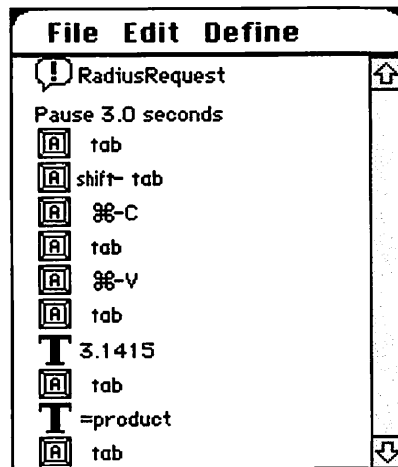 File Edit Define
RadiusRequest
Pause 3.0 seconds
A tab
A shift- tab
A ⌘-C
A tab
A ⌘-V
A tab
T 3.1415
A tab
T =product
A tab